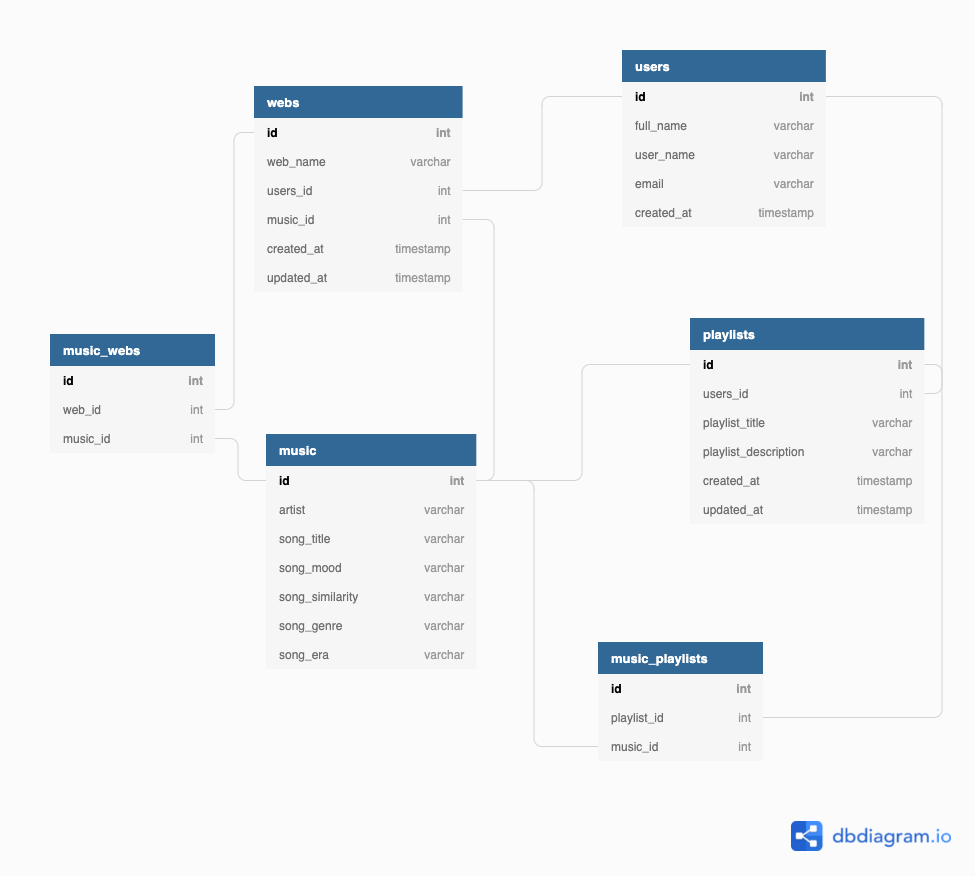 users
id int
full_name varchar
user_name varchar
email varchar
created_at timestamp
webs
id int
web_name varchar
users_id int
music_id int
created_at timestamp
updated_at timestamp
music_webs
id int
web_id int
music_id int
playlists
id int
users_id int
playlist_title varchar
playlist_description varchar
created_at timestamp
updated_at timestamp
music
id int
artist varchar
song_title varchar
song_mood varchar
song_similarity varchar
song_genre varchar
song_era varchar
music_playlists
id int
playlist_id int
music_id int
dbdiagram.io